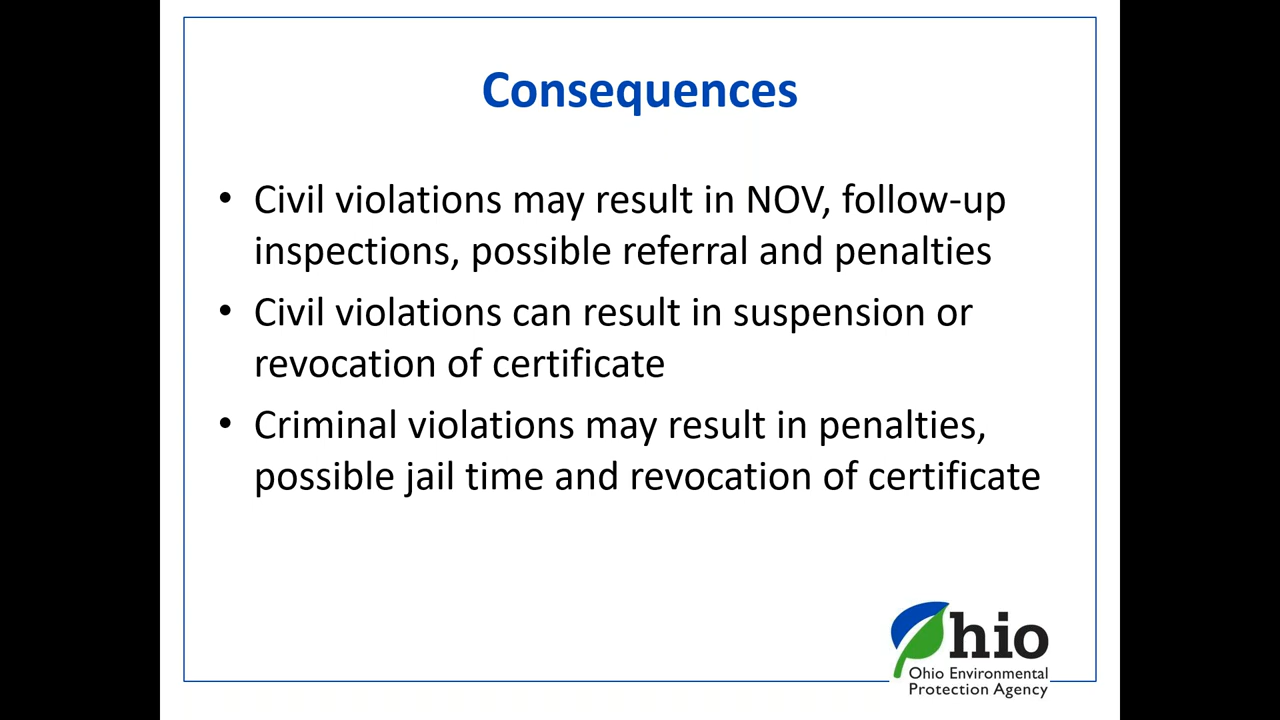 Consequences
• Civil violations may result in NOV, follow-up
inspections, possible referral and penalties
• Civil violations can result in suspension or
revocation of certificate
• Criminal violations may result in penalties,
possible jail time and revocation of certificate
Ohio
Ohio Environmental
Protection Agency